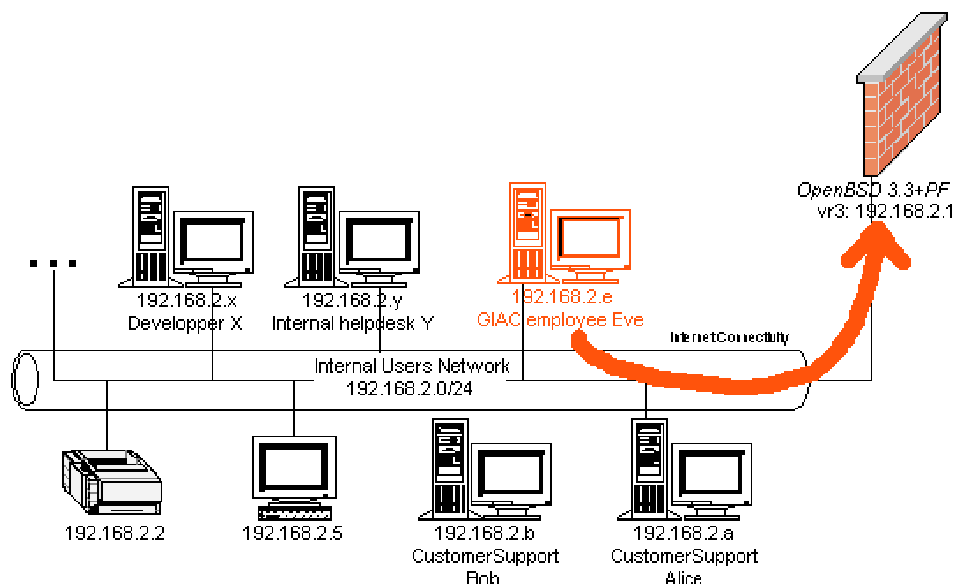 OpenBSD 3.3+PF
vr3: 192.168.2.1
...
192.168.2.x
Developper X
192.168.2.y
Internal helpdesk Y
192.168.2.e
GIAC employee Eve
Internet Connectivity
Internal Users Network
192.168.2.0/24
192.168.2.2
192.168.2.5
192.168.2.b
CustomerSupport
Bob
192.168.2.a
CustomerSupport
Alice